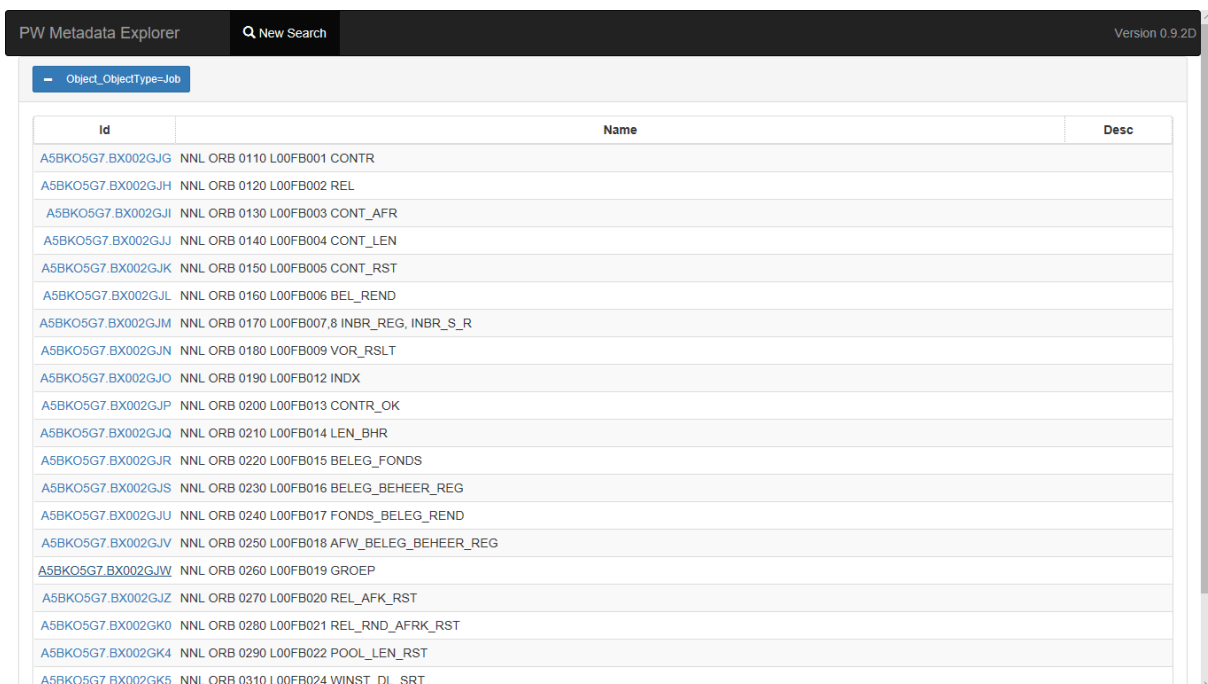 PW Metadata Explorer New Search Version 0.9.2D
Object_ObjectType=Job
Id Name Desc
A5BKO5G7.BX002GJG NNL ORB 0110 L00FB001 CONTR
A5BKO5G7.BX002GJH NNL ORB 0120 L00FB002 REL
A5BKO5G7.BX002GJI NNL ORB 0130 L00FB003 CONT_AFR
A5BKO5G7.BX002GJJ NNL ORB 0140 L00FB004 CONT_LEN
A5BKO5G7.BX002GJK NNL ORB 0150 L00FB005 CONT_RST
A5BKO5G7.BX002GJL NNL ORB 0160 L00FB006 BEL_REND
A5BKO5G7.BX002GJM NNL ORB 0170 L00FB007,8 INBR_REG, INBR_S_R
A5BKO5G7.BX002GJN NNL ORB 0180 L00FB009 VOR_RSLT
A5BKO5G7.BX002GJO NNL ORB 0190 L00FB012 INDX
A5BKO5G7.BX002GJP NNL ORB 0200 L00FB013 CONTR_OK
A5BKO5G7.BX002GJQ NNL ORB 0210 L00FB014 LEN_BHR
A5BKO5G7.BX002GJR NNL ORB 0220 L00FB015 BELEG_FONDS
A5BKO5G7.BX002GJS NNL ORB 0230 L00FB016 BELEG_BEHEER_REG
A5BKO5G7.BX002GJU NNL ORB 0240 L00FB017 FONDS_BELEG_REND
A5BKO5G7.BX002GJV NNL ORB 0250 L00FB018 AFW_BELEG_BEHEER_REG
A5BKO5G7.BX002GJW NNL ORB 0260 L00FB019 GROEP
A5BKO5G7.BX002GJZ NNL ORB 0270 L00FB020 REL_AFK_RST
A5BKO5G7.BX002GK0 NNL ORB 0280 L00FB021 REL_RND_AFRK_RST
A5BKO5G7.BX002GK4 NNL ORB 0290 L00FB022 POOL_LEN_RST
A5BKO5G7.BX002GK5 NNL ORB 0310 L00FB024 WINST_DL_SRT